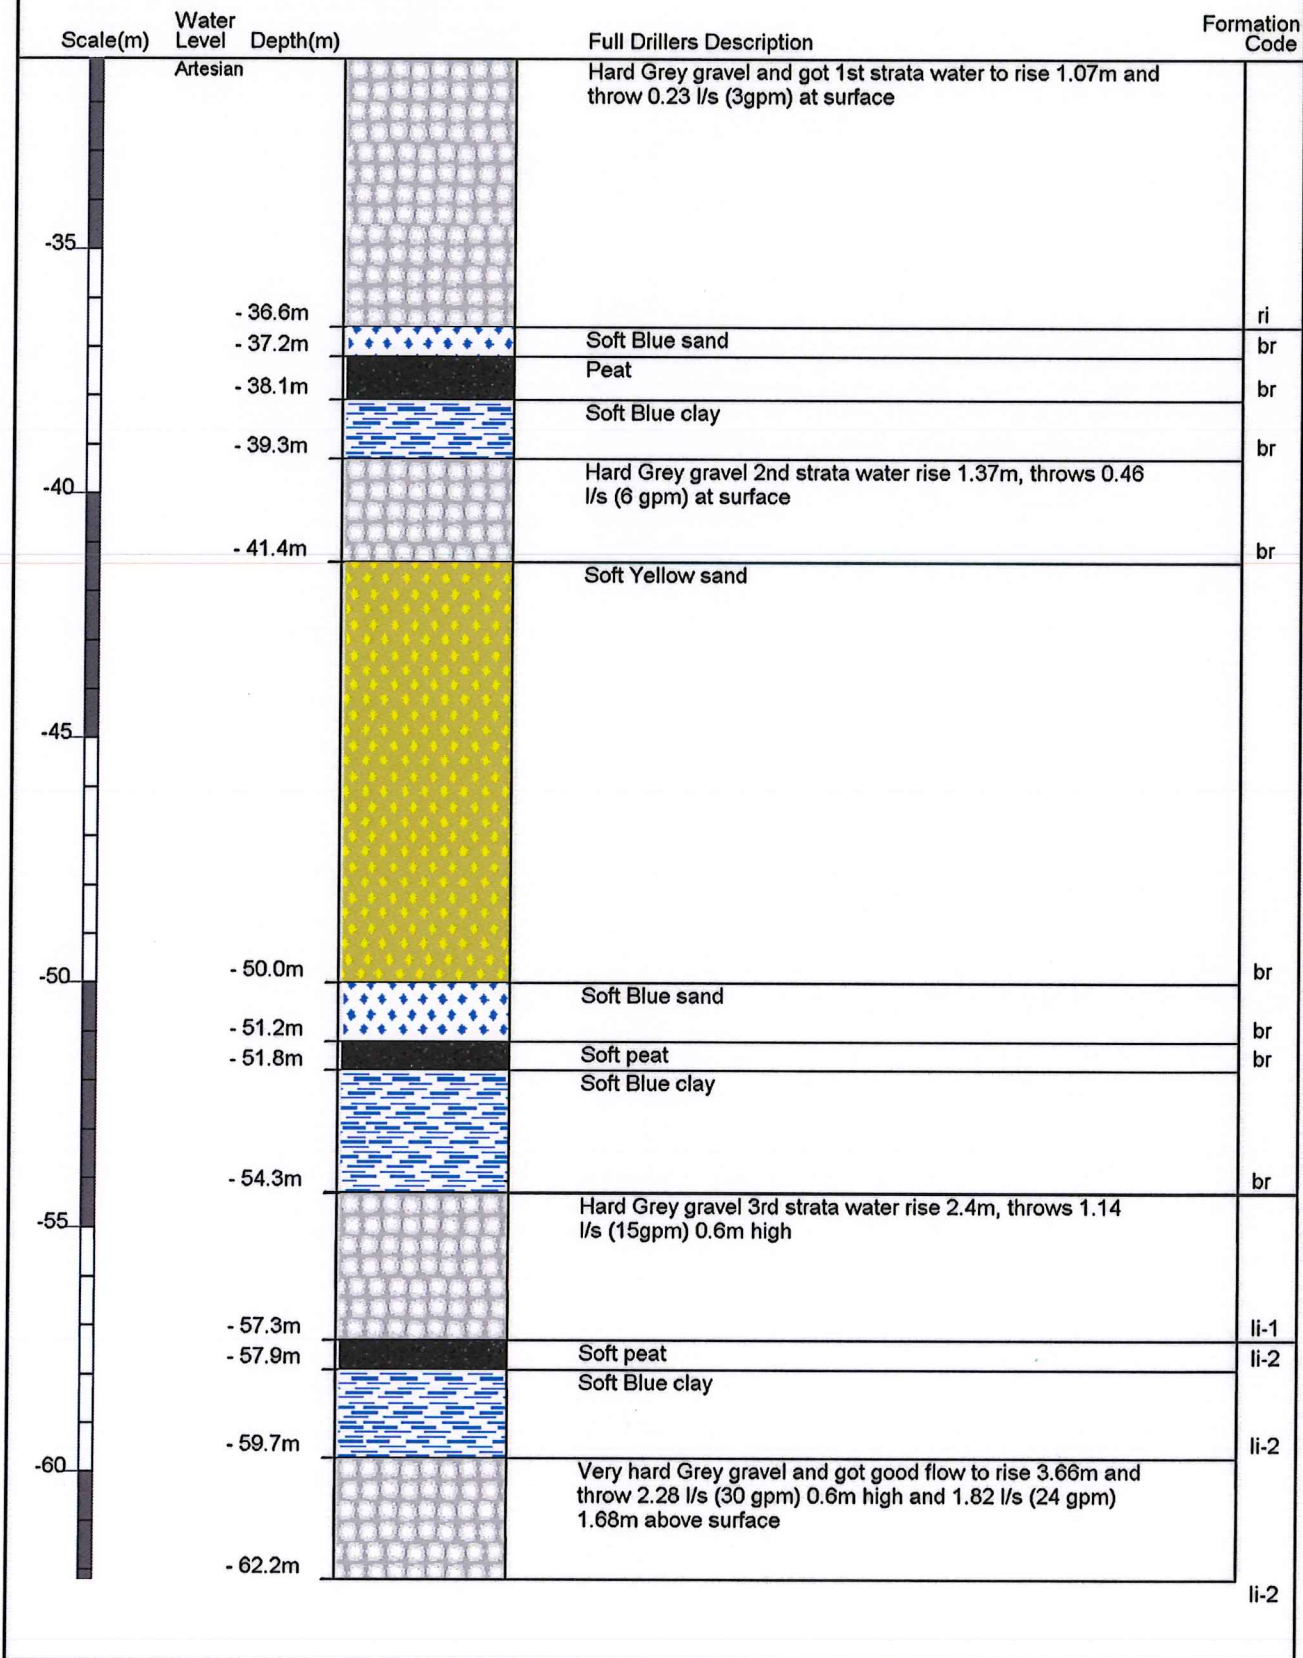 Scale(m) Water Level Depth(m) Full Drillers Description Formation Code
Artesian
Hard Grey gravel and got 1st strata water to rise 1.07m and
throw 0.23 l/s (3gpm) at surface
-35
- 36.6m ri
- 37.2m Soft Blue sand br
Peat
- 38.1m br
Soft Blue clay
- 39.3m br
Hard Grey gravel 2nd strata water rise 1.37m, throws 0.46
-40
l/s (6 gpm) at surface
- 41.4m br
Soft Yellow sand
-45
-50
- 50.0m br
Soft Blue sand
- 51.2m br
- 51.8m Soft peat br
Soft Blue clay
- 54.3m br
Hard Grey gravel 3rd strata water rise 2.4m, throws 1.14
-55
l/s (15gpm) 0.6m high
- 57.3m li-1
- 57.9m Soft peat li-2
Soft Blue clay
- 59.7m li-2
-60
Very hard Grey gravel and got good flow to rise 3.66m and
throw 2.28 l/s (30 gpm) 0.6m high and 1.82 l/s (24 gpm)
1.68m above surface
- 62.2m
li-2